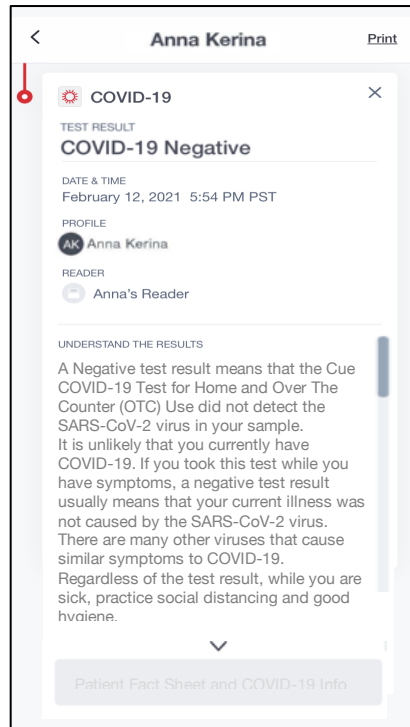 Anna Kerina
Print
COVID-19
TEST RESULT
COVID-19 Negative
DATE & TIME
February 12, 2021 5:54 PM PST
PROFILE
AK Anna Kerina
READER
Anna's Reader
UNDERSTAND THE RESULTS
A Negative test result means that the Cue
COVID-19 Test for Home and Over The
Counter (OTC) Use did not detect the
SARS-CoV-2 virus in your sample.
It is unlikely that you currently have
COVID-19. If you took this test while you
have symptoms, a negative test result
usually means that your current illness was
not caused by the SARS-CoV-2 virus.
There are many other viruses that cause
similar symptoms to COVID-19.
Regardless of the test result, while you are
sick, practice social distancing and good
hygiene.
Patient Fact Sheet and COVID-19 Info